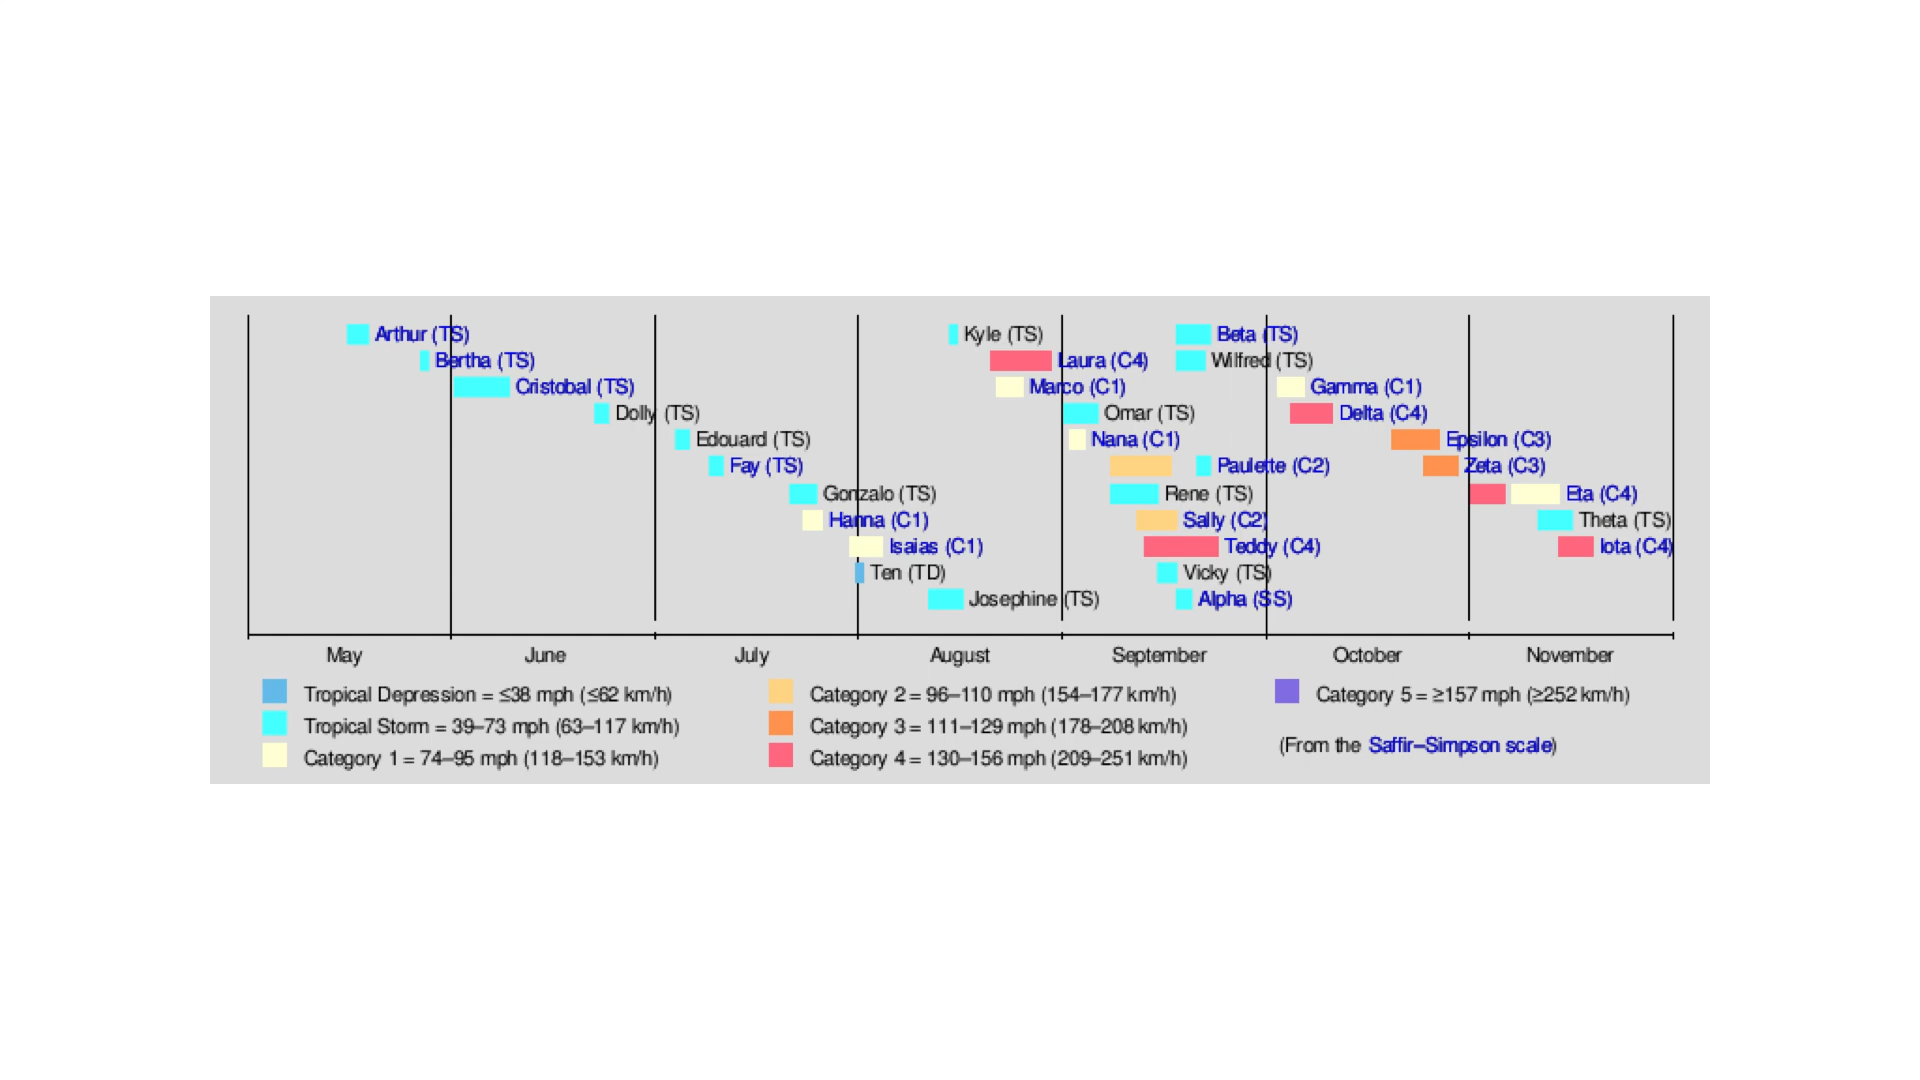 Arthur (TS)
Bertha (TS)
Cristobal (TS)
Dolly (TS)
Edouard (TS)
Fay (TS)
Gonzalo (TS)
Hanna (C1)
Isaias (C1)
Ten (TD)
Josephine (TS)
Kyle (TS)
Laura (C4)
Marco (C1)
Omar (TS)
Nana (C1)
Paulette (C2)
Rene (TS)
Sally (C2)
Teddy (C4)
Vicky (TS)
Alpha (SS)
Beta (TS)
Wilfred (TS)
Gamma (C1)
Delta (C4)
Epsilon (C3)
Zeta (C3)
Eta (C4)
Theta (TS)
Iota (C4)
May June July August September October November
Tropical Depression = ≤38 mph (≤62 km/h)
Tropical Storm = 39–73 mph (63–117 km/h)
Category 1 = 74–95 mph (118–153 km/h)
Category 2 = 96–110 mph (154–177 km/h)
Category 3 = 111–129 mph (178–208 km/h)
Category 4 = 130–156 mph (209–251 km/h)
Category 5 = ≥157 mph (≥252 km/h)
(From the Saffir–Simpson scale)